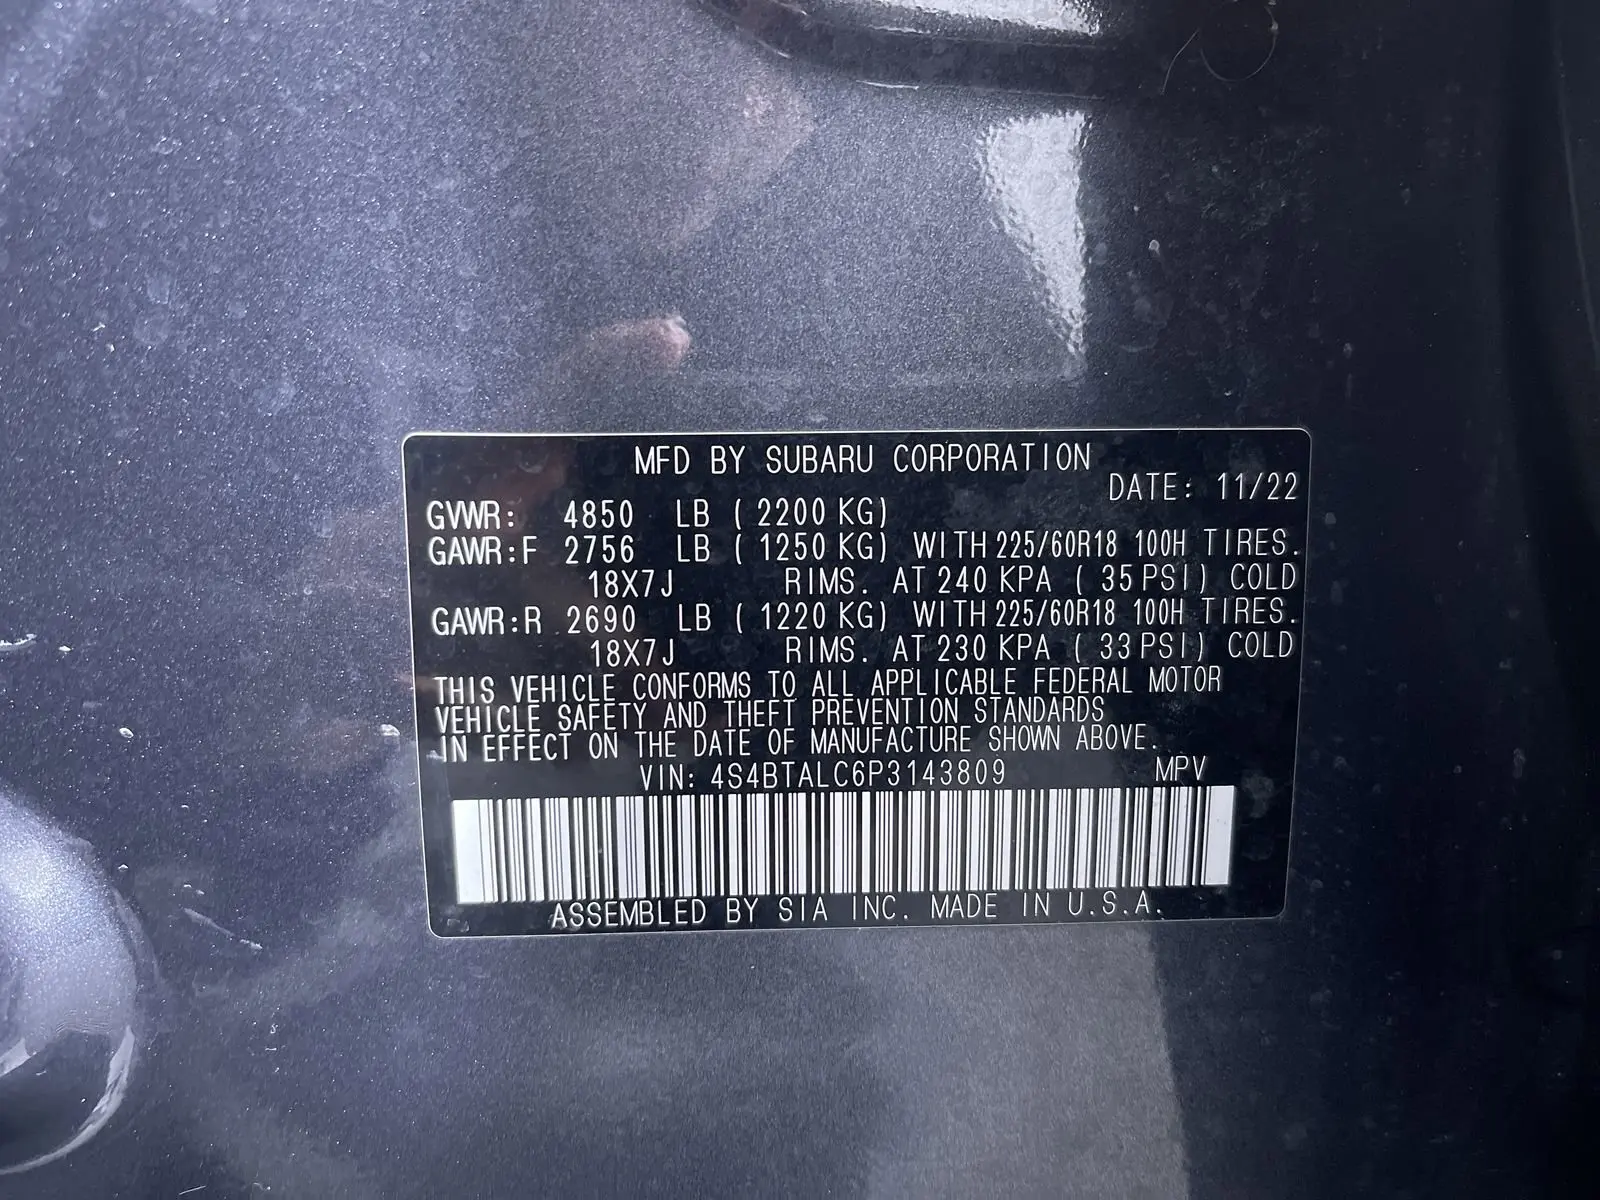 MFD BY SUBARU CORPORATION
DATE: 11/22
GVWR: 4850 LB ( 2200 KG)
GAWR:F 2756 LB ( 1250 KG) WITH 225/60R18 100H TIRES.
18X7J RIMS. AT 240 KPA ( 35 PSI) COLD
GAWR:R 2690 LB ( 1220 KG) WITH 225/60R18 100H TIRES.
18X7J RIMS. AT 230 KPA ( 33 PSI) COLD
THIS VEHICLE CONFORMS TO ALL APPLICABLE FEDERAL MOTOR
VEHICLE SAFETY AND THEFT PREVENTION STANDARDS
IN EFFECT ON THE DATE OF MANUFACTURE SHOWN ABOVE.
VIN: 4S4BTALC6P3143809 MPV
ASSEMBLED BY SIA INC. MADE IN U.S.A.